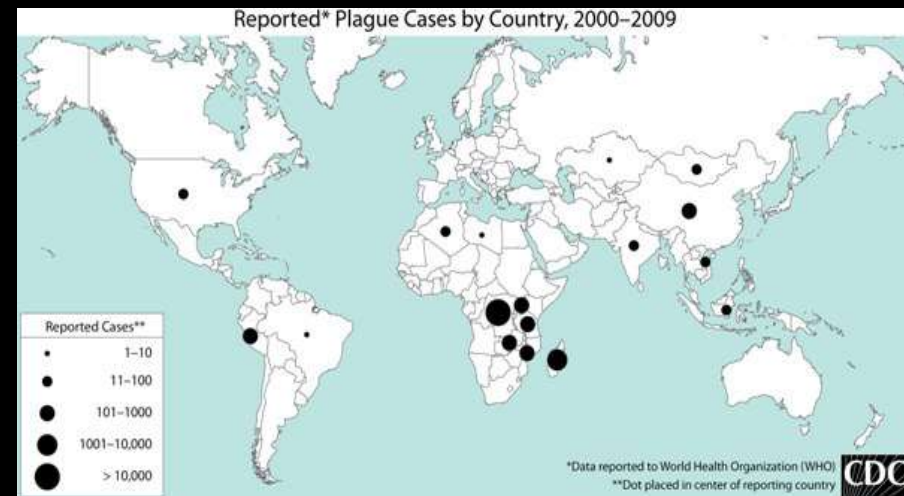 Reported* Plague Cases by Country, 2000–2009
Reported Cases**
1–10
11–100
101–1000
1001–10,000
> 10,000
*Data reported to World Health Organization (WHO)
**Dot placed in center of reporting country
CDC